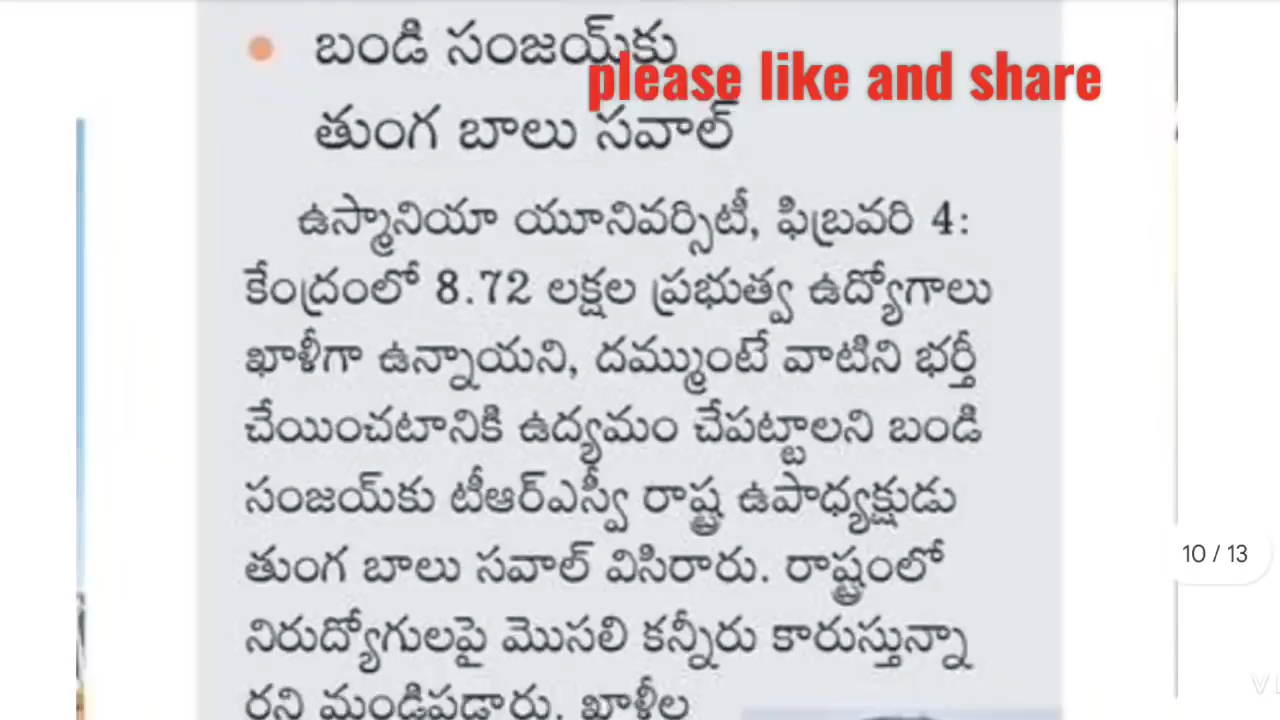 బండి సంజయ్‌కు
please like and share
తుంగ బాలు సవాల్
ఉస్మానియా యూనివర్సిటీ, ఫిబ్రవరి 4:
కేంద్రంలో 8.72 లక్షల ప్రభుత్వ ఉద్యోగాలు
ఖాళీగా ఉన్నాయని, దమ్ముంటే వాటిని భర్తీ
చేయించటానికి ఉద్యమం చేపట్టాలని బండి
సంజయ్‌కు టీఆర్ఎస్వీ రాష్ట్ర ఉపాధ్యక్షుడు
తుంగ బాలు సవాల్ విసిరారు. రాష్ట్రంలో
10 / 13
నిరుద్యోగులపై మొసలి కన్నీరు కారుస్తున్నా
రని మండిపడ్డారు. ఖాళీల